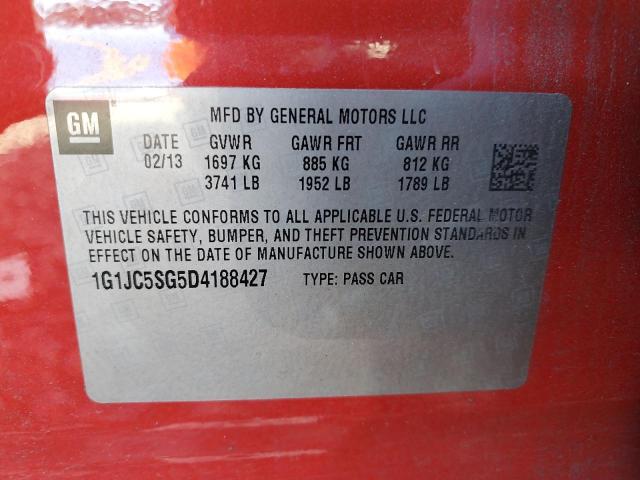 GM
MFD BY GENERAL MOTORS LLC
DATE GVWR GAWR FRT GAWR RR
02/13 1697 KG 885 KG 812 KG
3741 LB 1952 LB 1789 LB
THIS VEHICLE CONFORMS TO ALL APPLICABLE U.S. FEDERAL MOTOR
VEHICLE SAFETY, BUMPER, AND THEFT PREVENTION STANDARDS IN
EFFECT ON THE DATE OF MANUFACTURE SHOWN ABOVE.
1G1JC5SG5D4188427 TYPE: PASS CAR